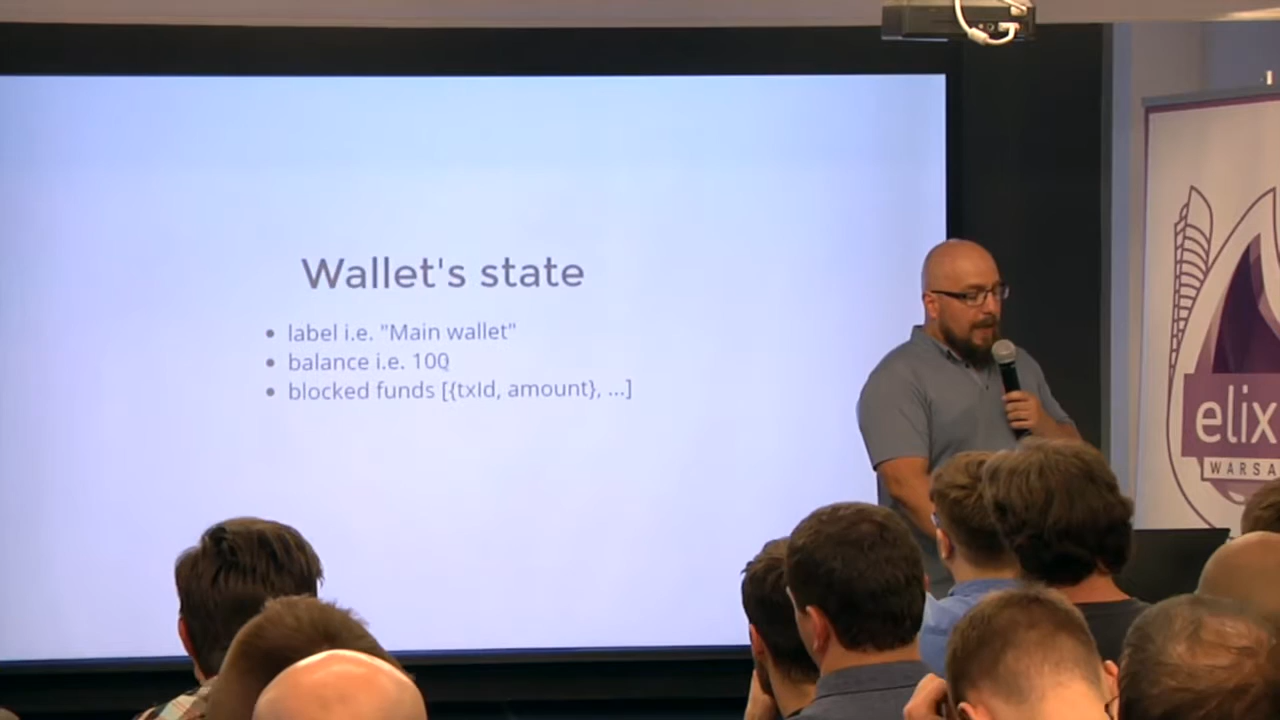 Wallet's state
label i.e. "Main wallet"
balance i.e. 100
blocked funds [{txId, amount}, ...]
elix
WARSA